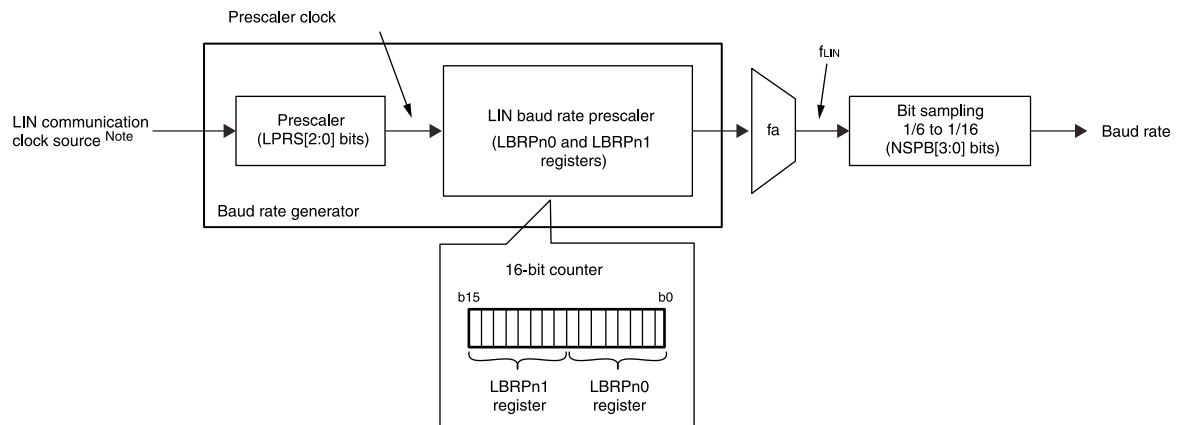 Prescaler clock
fLIN
LIN communication
clock source Note
Prescaler
(LPRS[2:0] bits)
LIN baud rate prescaler
(LBRPn0 and LBRPn1
registers)
fa
Bit sampling
1/6 to 1/16
(NSPB[3:0] bits)
Baud rate
Baud rate generator
16-bit counter
b15
b0
LBRPn1
register
LBRPn0
register